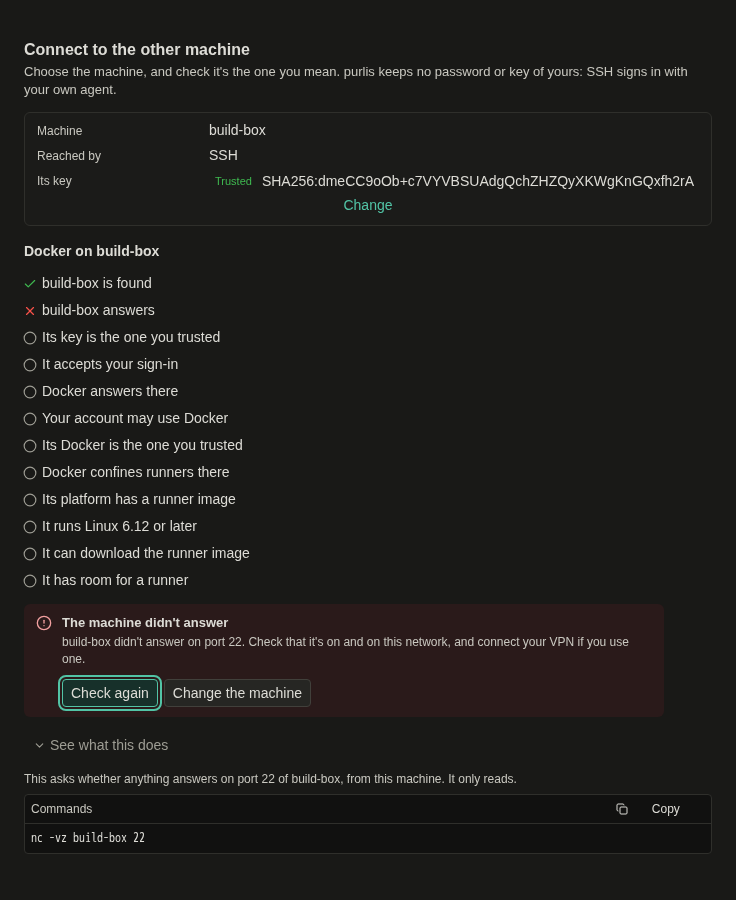 Connect to the other machine
Choose the machine, and check it's the one you mean. purlis keeps no password or key of yours: SSH signs in with
your own agent.
Machine build-box
Reached by SSH
Its key Trusted SHA256:dmeCC9oOb+c7VYVBSUAdgQchZHZQyXKWgKnGQxfh2rA
Change
Docker on build-box
build-box is found
build-box answers
Its key is the one you trusted
It accepts your sign-in
Docker answers there
Your account may use Docker
Its Docker is the one you trusted
Docker confines runners there
Its platform has a runner image
It runs Linux 6.12 or later
It can download the runner image
It has room for a runner
The machine didn't answer
build-box didn't answer on port 22. Check that it's on and on this network, and connect your VPN if you use
one.
Check again Change the machine
See what this does
This asks whether anything answers on port 22 of build-box, from this machine. It only reads.
Commands Copy
nc -vz build-box 22